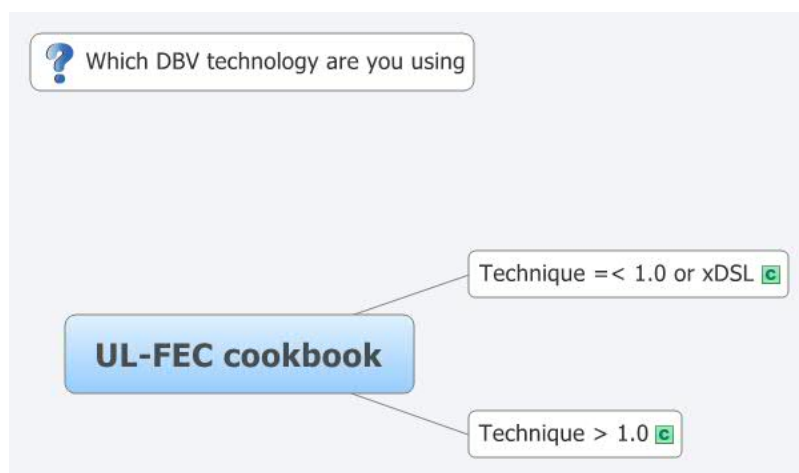 Which DBV technology are you using
Technique =< 1.0 or xDSL C
UL-FEC cookbook
Technique > 1.0 C